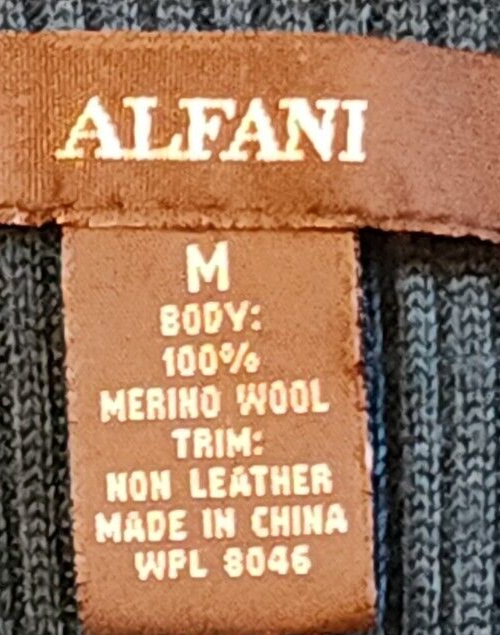 ALFANI
M
BODY:
100%
MERINO WOOL
TRIM:
NON LEATHER
MADE IN CHINA
WPL 8046